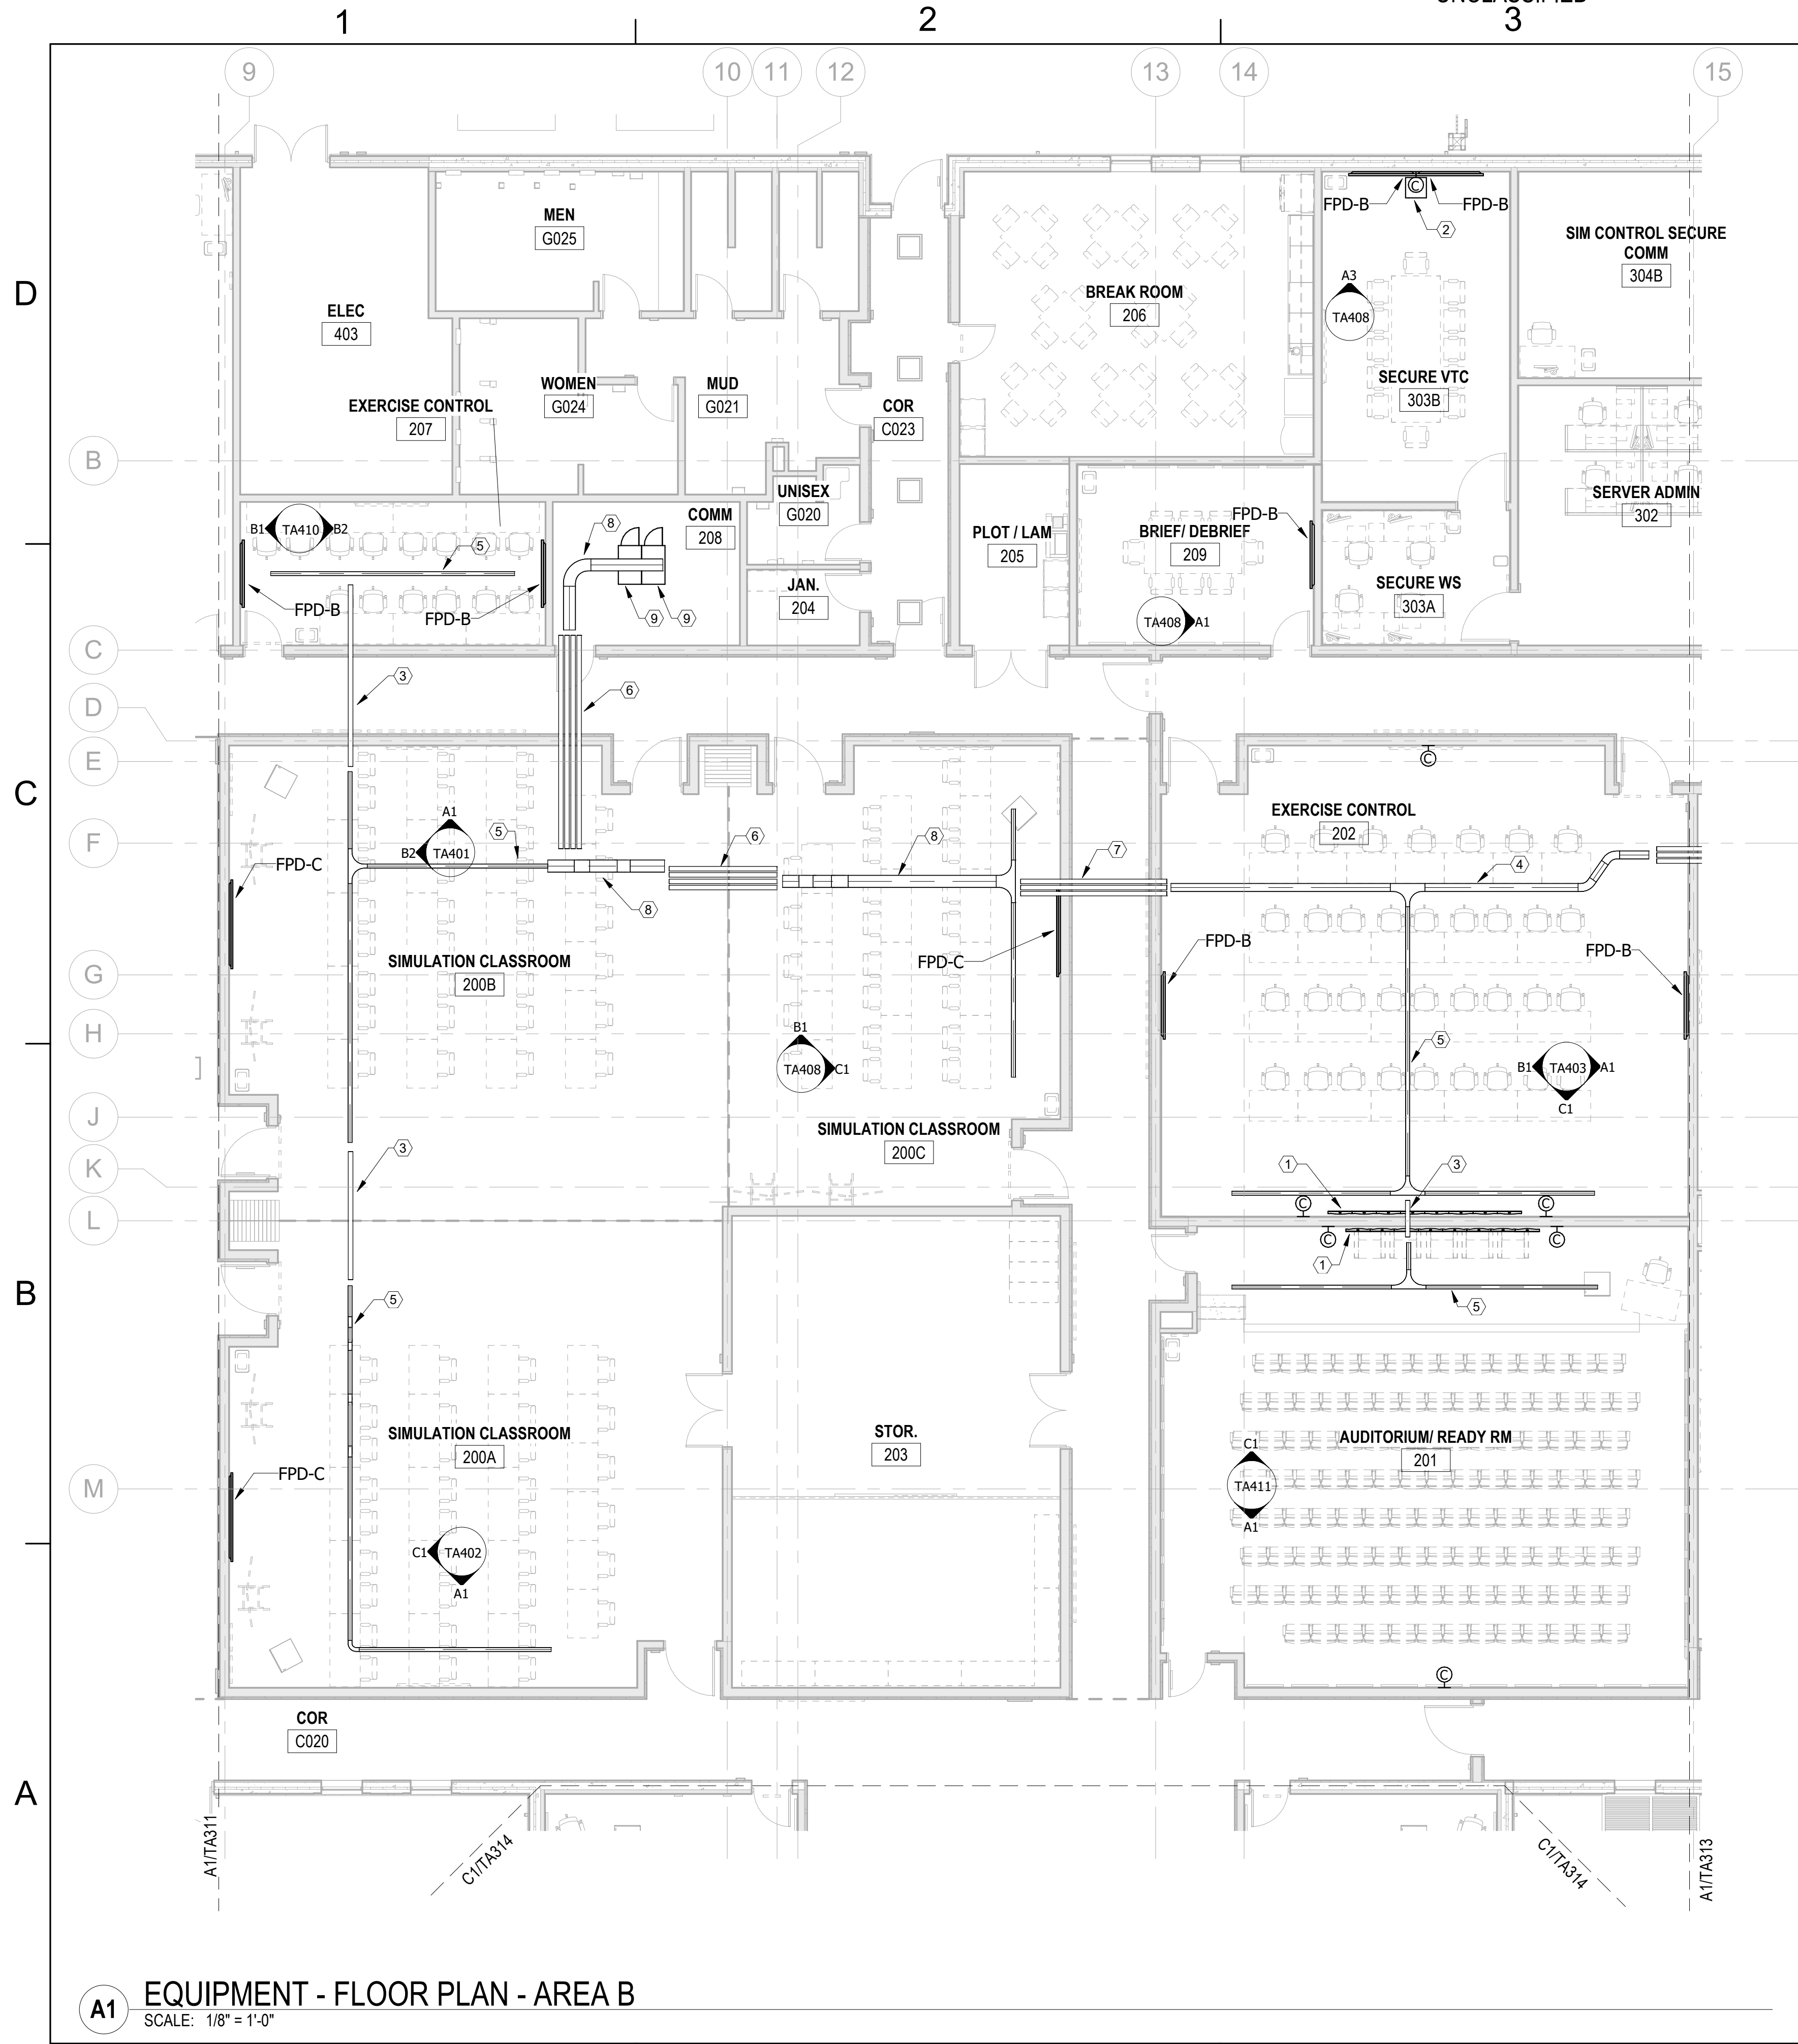 1
2
3
9
10
11
12
13
14
15
D
C
B
A
B
C
D
E
F
G
H
J
K
L
M
MEN
G025
ELEC
403
WOMEN
G024
MUD
G021
EXERCISE CONTROL
207
COR
C023
BREAK ROOM
206
FPD-B
C
FPD-B
2
SIM CONTROL SECURE
COMM
304B
A3
TA408
SECURE VTC
303B
B1
TA410
B2
5
FPD-B
FPD-B
8
COMM
208
UNISEX
G020
JAN.
204
9
9
PLOT / LAM
205
BRIEF/ DEBRIEF
209
FPD-B
TA408
A1
SERVER ADMIN
302
SECURE WS
303A
3
6
C
EXERCISE CONTROL
202
A1
B2
TA401
5
FPD-C
8
6
8
7
4
SIMULATION CLASSROOM
200B
FPD-C
FPD-B
FPD-B
B1
TA408
C1
5
B1
TA403
A1
C1
SIMULATION CLASSROOM
200C
3
1
3
C
C
C
C
1
5
5
SIMULATION CLASSROOM
200A
FPD-C
C1
TA402
A1
STOR.
203
AUDITORIUM/ READY RM
201
C1
TA411
A1
C
COR
C020
A1/TA311
C1/TA314
C1/TA314
A1/TA313
A1
EQUIPMENT - FLOOR PLAN - AREA B
SCALE: 1/8" = 1'-0"